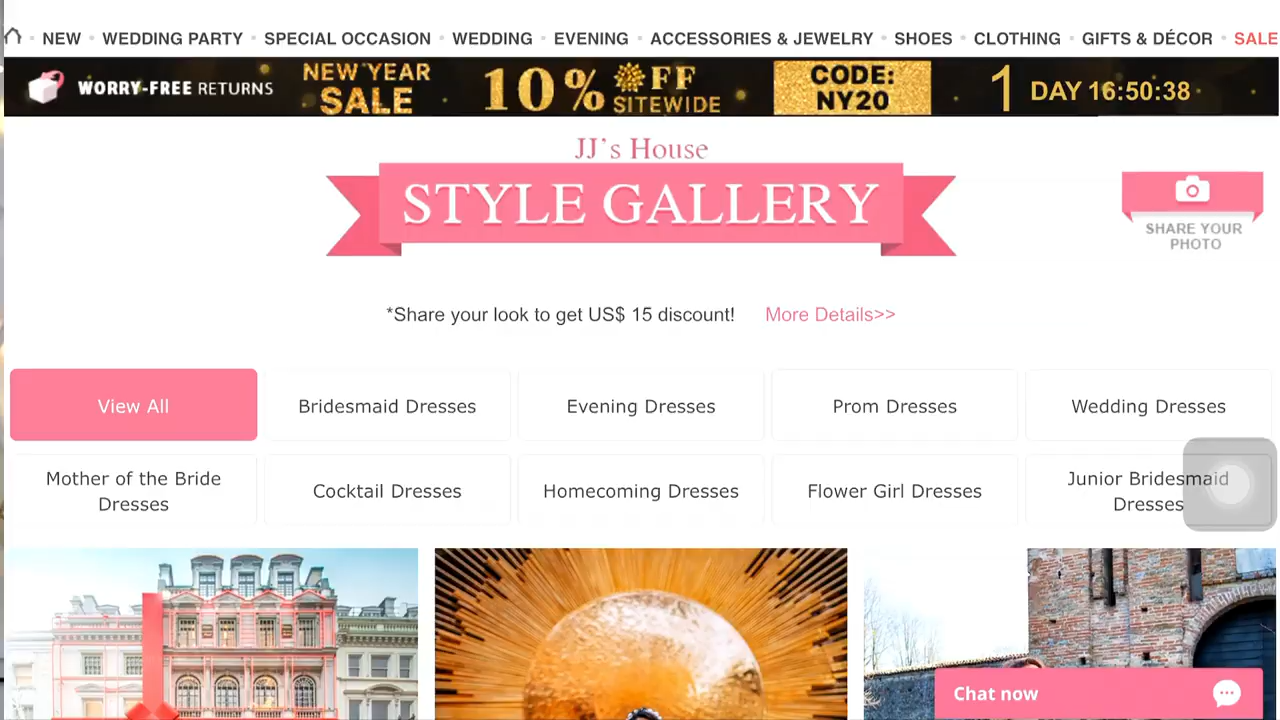 NEW WEDDING PARTY SPECIAL OCCASION WEDDING EVENING ACCESSORIES & JEWELRY SHOES CLOTHING GIFTS & DÉCOR SALE
WORRY-FREE RETURNS
NEW YEAR
SALE
10% OFF
SITEWIDE
CODE:
NY20
1 DAY 16:50:38
JJ's House
STYLE GALLERY
SHARE YOUR
PHOTO
*Share your look to get US$ 15 discount! More Details>>
View All
Bridesmaid Dresses
Evening Dresses
Prom Dresses
Wedding Dresses
Mother of the Bride
Dresses
Cocktail Dresses
Homecoming Dresses
Flower Girl Dresses
Junior Bridesmaid
Dresses
Chat now